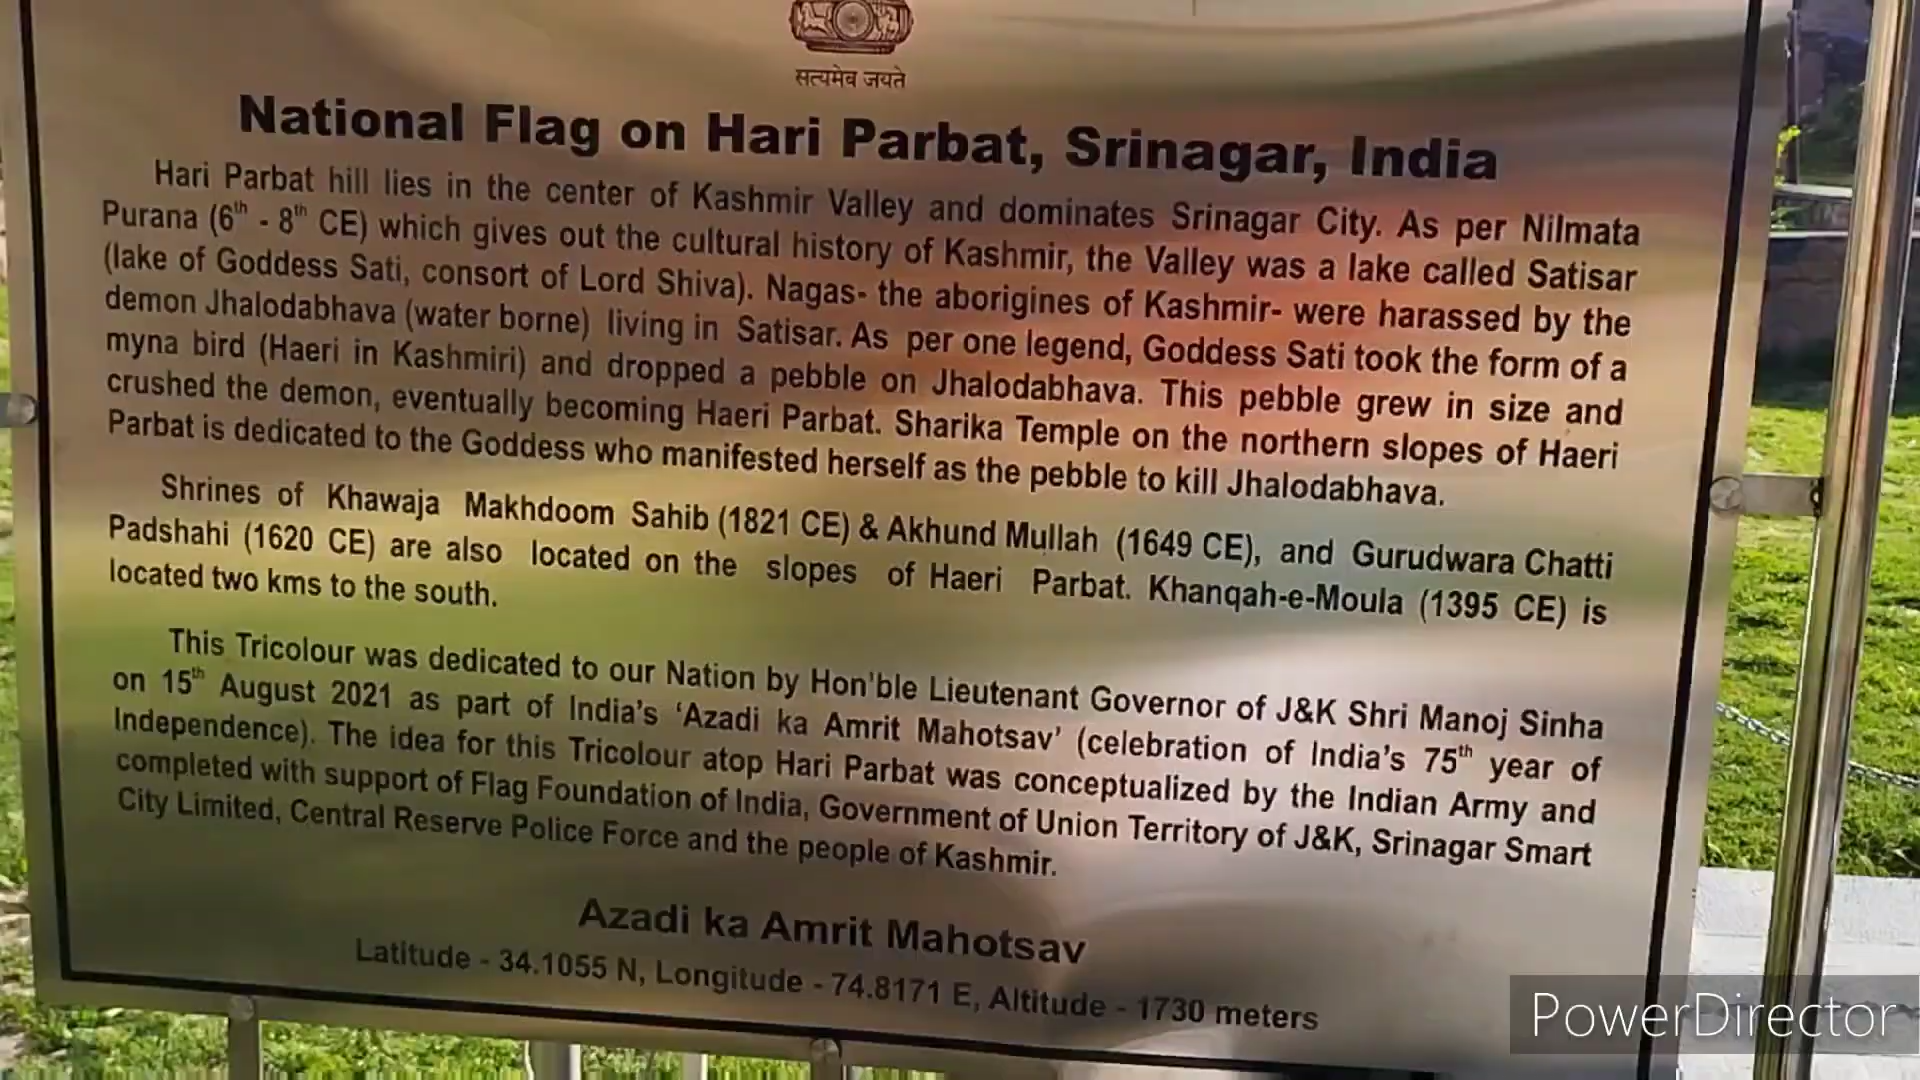 सत्यमेव जयते
National Flag on Hari Parbat, Srinagar, India
Hari Parbat hill lies in the center of Kashmir Valley and dominates Srinagar City. As per Nilmata
Purana (6th - 8th CE) which gives out the cultural history of Kashmir, the Valley was a lake called Satisar
(lake of Goddess Sati, consort of Lord Shiva). Nagas- the aborigines of Kashmir- were harassed by the
demon Jhalodabhava (water borne) living in Satisar. As per one legend, Goddess Sati took the form of a
myna bird (Haeri in Kashmiri) and dropped a pebble on Jhalodabhava. This pebble grew in size and
crushed the demon, eventually becoming Haeri Parbat. Sharika Temple on the northern slopes of Haeri
Parbat is dedicated to the Goddess who manifested herself as the pebble to kill Jhalodabhava.
Shrines of Khawaja Makhdoom Sahib (1821 CE) & Akhund Mullah (1649 CE), and Gurudwara Chatti
Padshahi (1620 CE) are also located on the slopes of Haeri Parbat. Khanqah-e-Moula (1395 CE) is
located two kms to the south.
This Tricolour was dedicated to our Nation by Hon'ble Lieutenant Governor of J&K Shri Manoj Sinha
on 15th August 2021 as part of India's 'Azadi ka Amrit Mahotsav' (celebration of India's 75th year of
Independence). The idea for this Tricolour atop Hari Parbat was conceptualized by the Indian Army and
completed with support of Flag Foundation of India, Government of Union Territory of J&K, Srinagar Smart
City Limited, Central Reserve Police Force and the people of Kashmir.
Azadi ka Amrit Mahotsav
Latitude - 34.1055 N, Longitude - 74.8171 E, Altitude - 1730 meters
PowerDirector